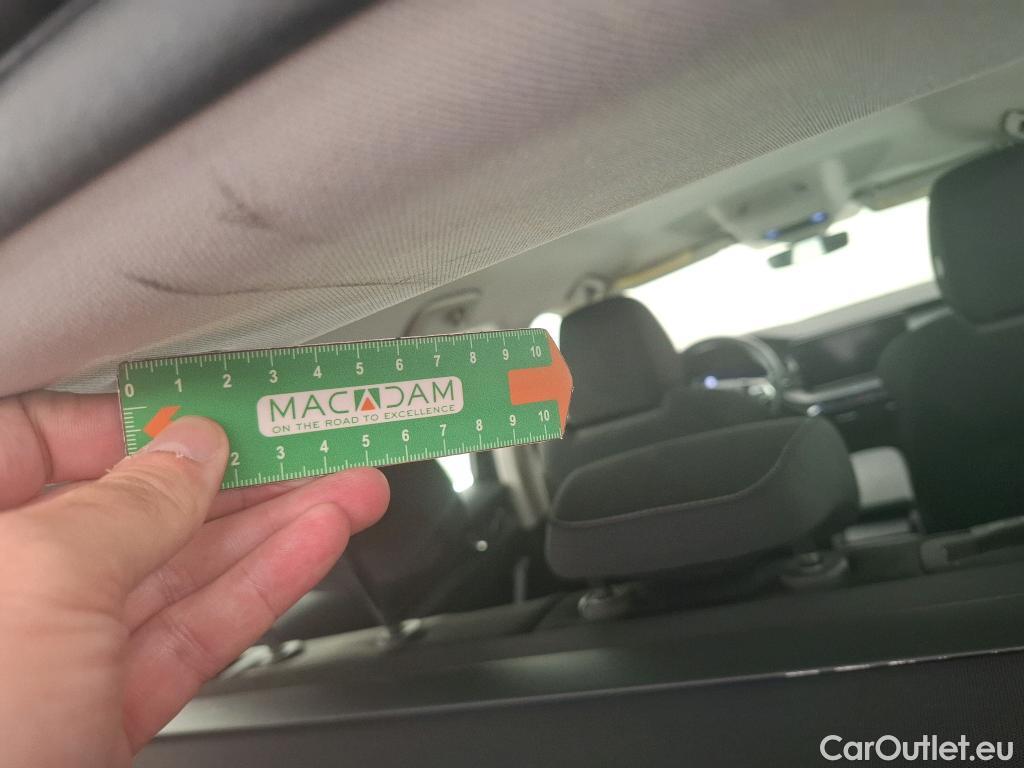 0 1 2 3 4 5 6 7 8 9 10
MACADAM
ON THE ROAD TO EXCELLENCE
2 3 4 5 6 7 8 9 10
CarOutlet.eu